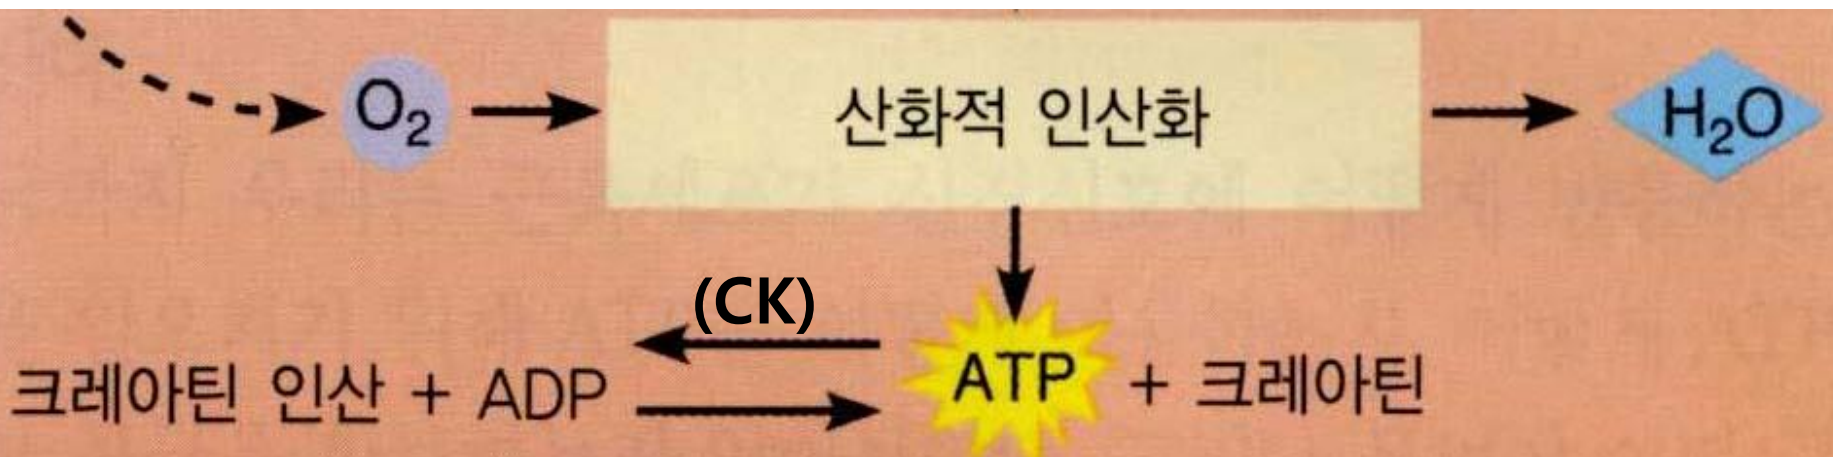 O₂ 산화적 인산화 H₂O
(CK)
크레아틴 인산 + ADP ATP + 크레아틴